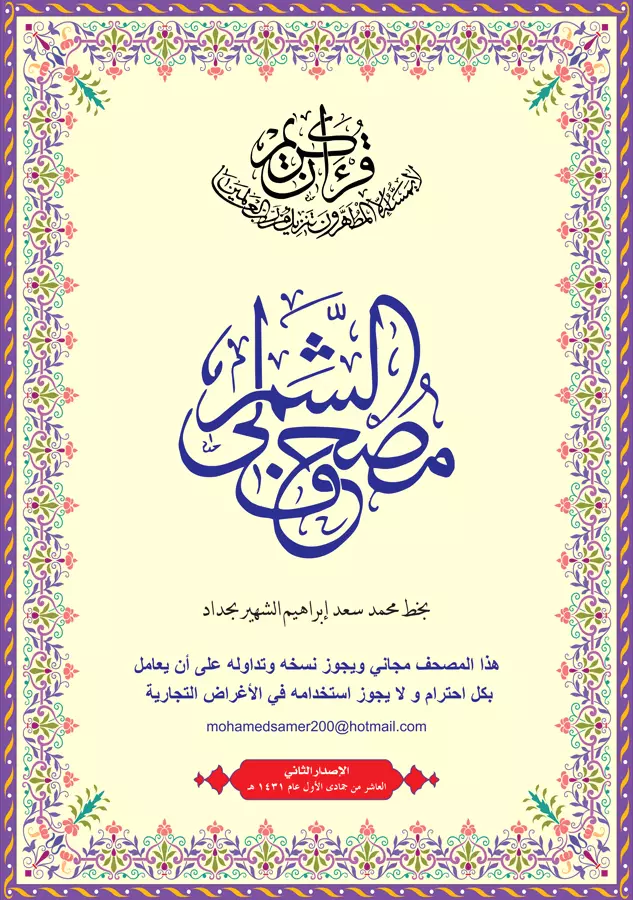 قرآن كريم
لا يمسه إلا المطهرون تنزيل من رب العالمين
مصحف الشمرلي
بخط محمد سعد إبراهيم الشهير بحداد
هذا المصحف مجاني ويجوز نسخه وتداوله على أن يعامل
بكل احترام و لا يجوز استخدامه في الأغراض التجارية
mohamedsamer200@hotmail.com
الإصدار الثاني
العاشر من جمادى الأول عام ١٤٣١ هـ